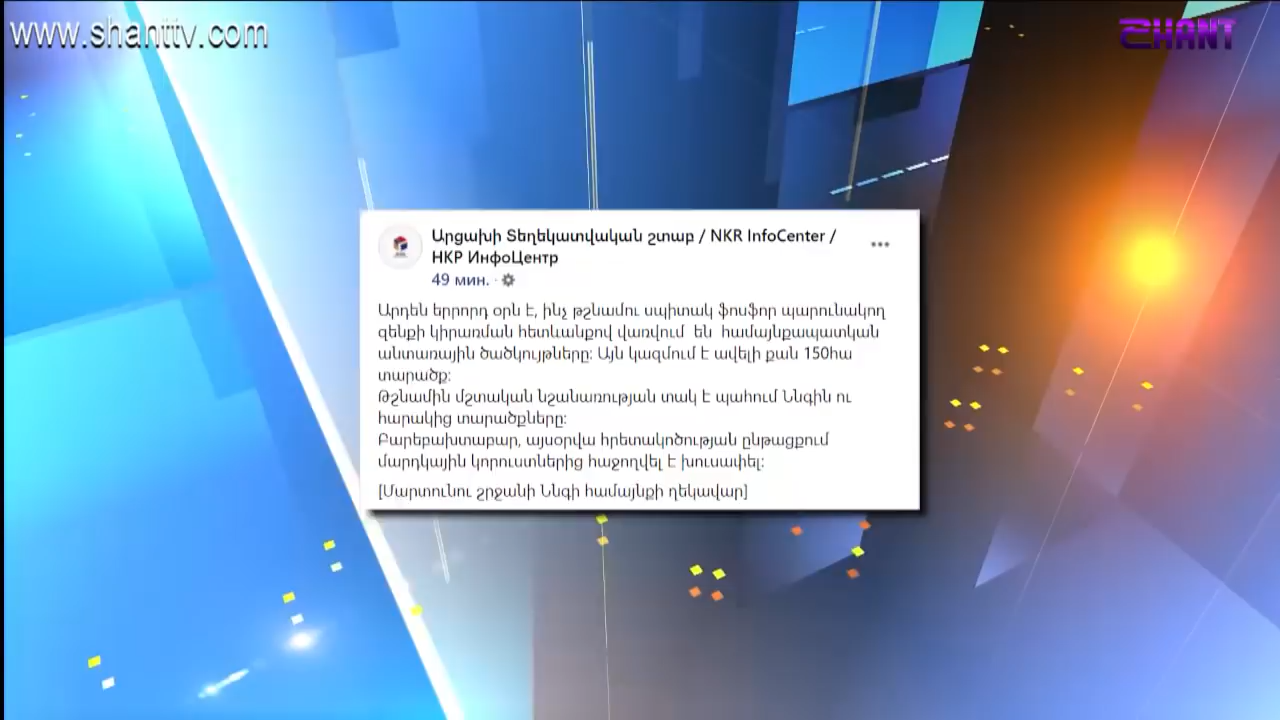 www.shanttv.com
SHANT
Արցախի Տեղեկատվական շտաբ / NKR InfoCenter /
НКР ИнфоЦентр
49 мин. ·
Արդեն երրորդ օրն է, ինչ թշնամու սպիտակ ֆոսֆոր պարունակող
զենքի կիրառման հետևանքով վառվում են համայնքապատկան
անտառային ծածկույթները: Այն կազմում է ավելի քան 150հա
տարածք:
Թշնամին մշտական նշանառության տակ է պահում Ննգին ու
հարակից տարածքները:
Բարեբախտաբար, այսօրվա հրետակոծության ընթացքում
մարդկային կորուստներից հաջողվել է խուսափել:
[Մարտունու շրջանի Ննգի համայնքի ղեկավար]